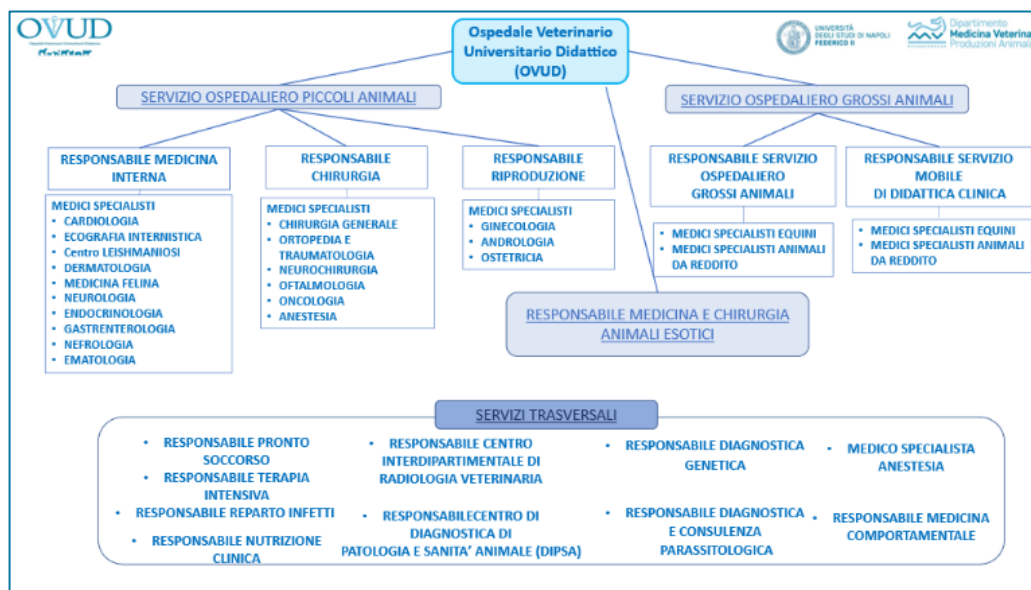 OVUD
Ospedale Veterinario Universitario Didattico
Ospedale Veterinario
Universitario Didattico
(OVUD)
UNIVERSITÀ
DEGLI STUDI DI NAPOLI
FEDERICO II
Dipartimento
Medicina Veterina
Produzioni Animali
SERVIZIO OSPEDALIERO PICCOLI ANIMALI
SERVIZIO OSPEDALIERO GROSSI ANIMALI
RESPONSABILE MEDICINA
INTERNA
MEDICI SPECIALISTI
• CARDIOLOGIA
• ECOGRAFIA INTERNISTICA
• Centro LEISHMANIOSI
• DERMATOLOGIA
• MEDICINA FELINA
• NEUROLOGIA
• ENDOCRINOLOGIA
• GASTRENTEROLOGIA
• NEFROLOGIA
• EMATOLOGIA
RESPONSABILE
CHIRURGIA
MEDICI SPECIALISTI
• CHIRURGIA GENERALE
• ORTOPEDIA E
TRAUMATOLOGIA
• NEUROCHIRURGIA
• OFTALMOLOGIA
• ONCOLOGIA
• ANESTESIA
RESPONSABILE
RIPRODUZIONE
MEDICI SPECIALISTI
• GINECOLOGIA
• ANDROLOGIA
• OSTETRICIA
RESPONSABILE SERVIZIO
OSPEDALIERO
GROSSI ANIMALI
• MEDICI SPECIALISTI EQUINI
• MEDICI SPECIALISTI ANIMALI
DA REDDITO
RESPONSABILE SERVIZIO
MOBILE
DI DIDATTICA CLINICA
• MEDICI SPECIALISTI EQUINI
• MEDICI SPECIALISTI ANIMALI
DA REDDITO
RESPONSABILE MEDICINA E CHIRURGIA
ANIMALI ESOTICI
SERVIZI TRASVERSALI
• RESPONSABILE PRONTO
SOCCORSO
• RESPONSABILE TERAPIA
INTENSIVA
• RESPONSABILE REPARTO INFETTI
• RESPONSABILE NUTRIZIONE
CLINICA
• RESPONSABILE CENTRO
INTERDIPARTIMENTALE DI
RADIOLOGIA VETERINARIA
• RESPONSABILECENTRO DI
DIAGNOSTICA DI
PATOLOGIA E SANITA’ ANIMALE (DIPSA)
• RESPONSABILE DIAGNOSTICA
GENETICA
• RESPONSABILE DIAGNOSTICA
E CONSULENZA
PARASSITOLOGICA
• MEDICO SPECIALISTA
ANESTESIA
• RESPONSABILE MEDICINA
COMPORTAMENTALE